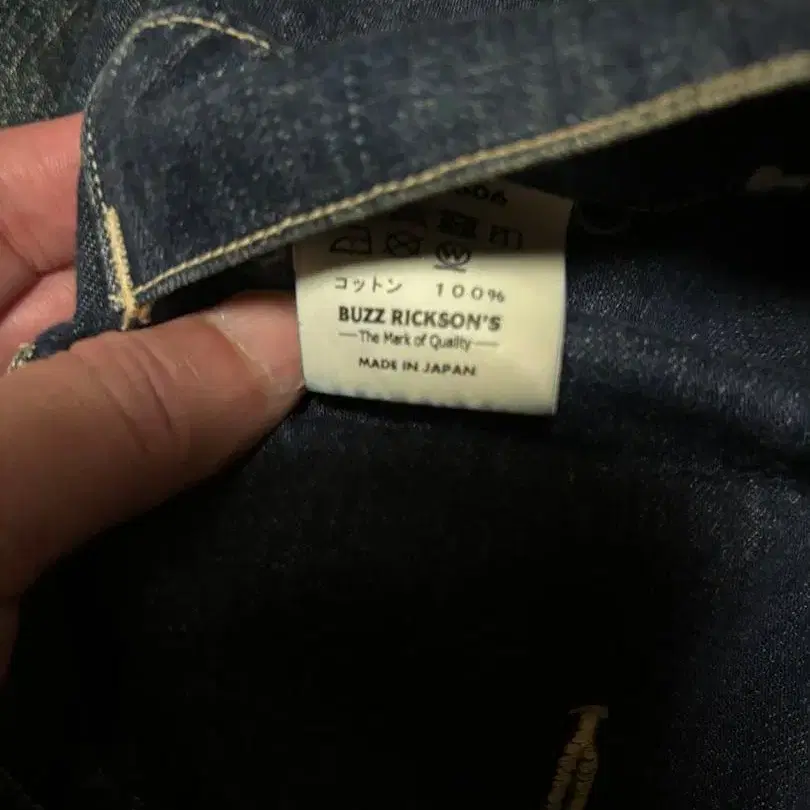 コットン 100%
BUZZ RICKSON'S
The Mark of Quality
MADE IN JAPAN